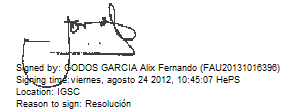 Signed by: GODOS GARCIA Alix Fernando (FAU20131016396)
Signing time: viernes, agosto 24 2012, 10:45:07 HePS
Location: IGSC
Reason to sign: Resolución